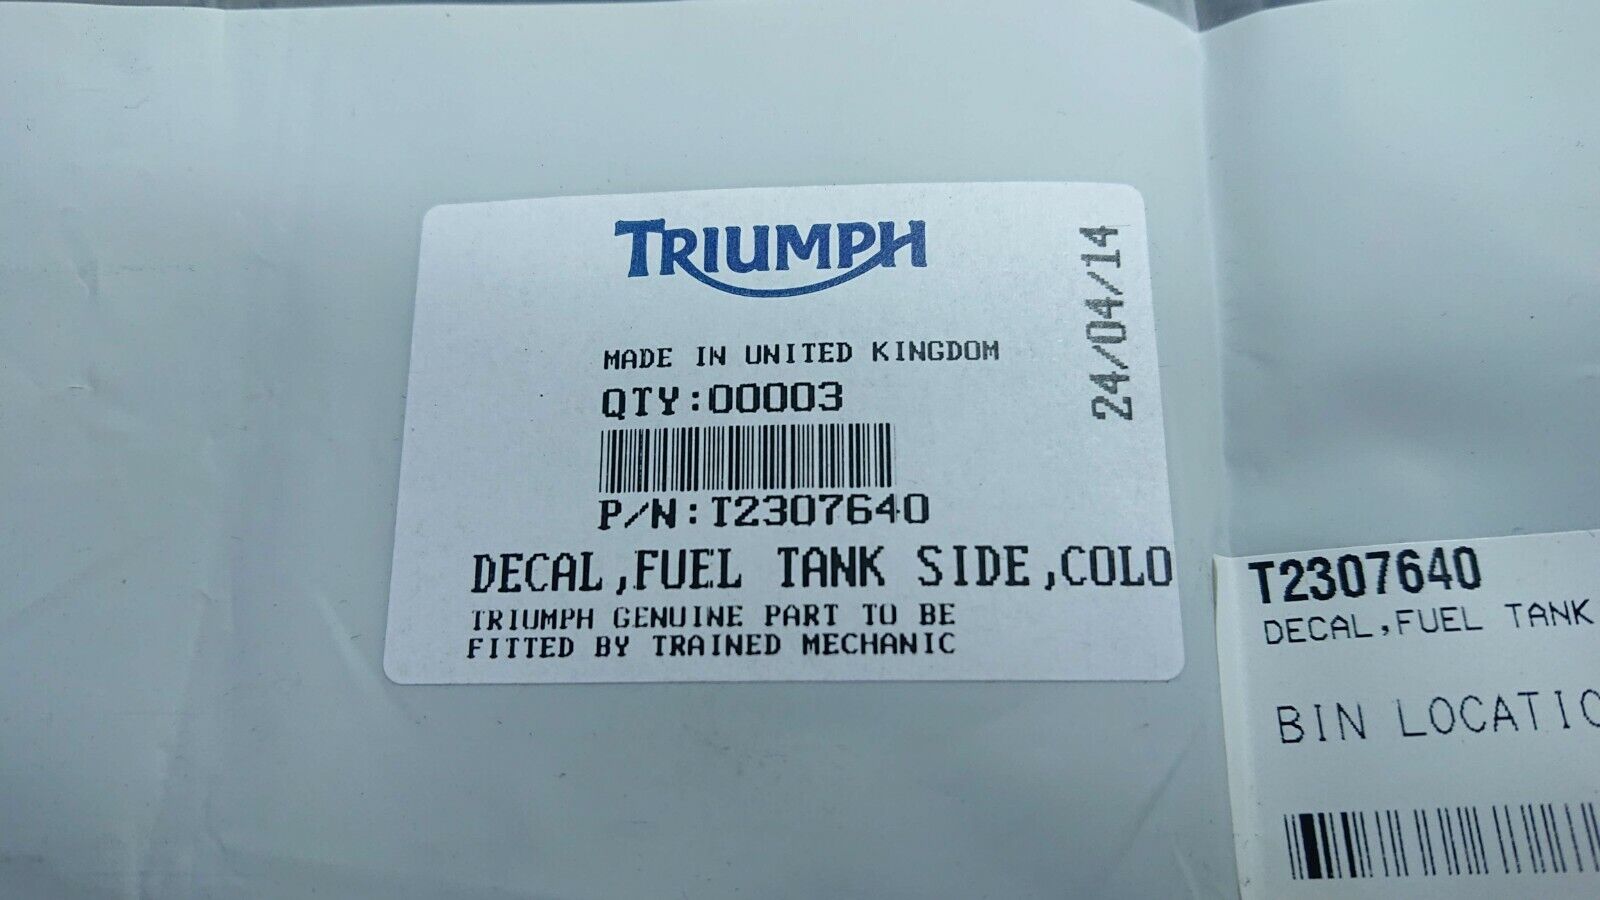 TRIUMPH
24/04/14
MADE IN UNITED KINGDOM
QTY:00003
P/N:T2307640
DECAL,FUEL TANK SIDE,COLO
TRIUMPH GENUINE PART TO BE
FITTED BY TRAINED MECHANIC
T2307640
DECAL,FUEL TANK
BIN LOCATIO